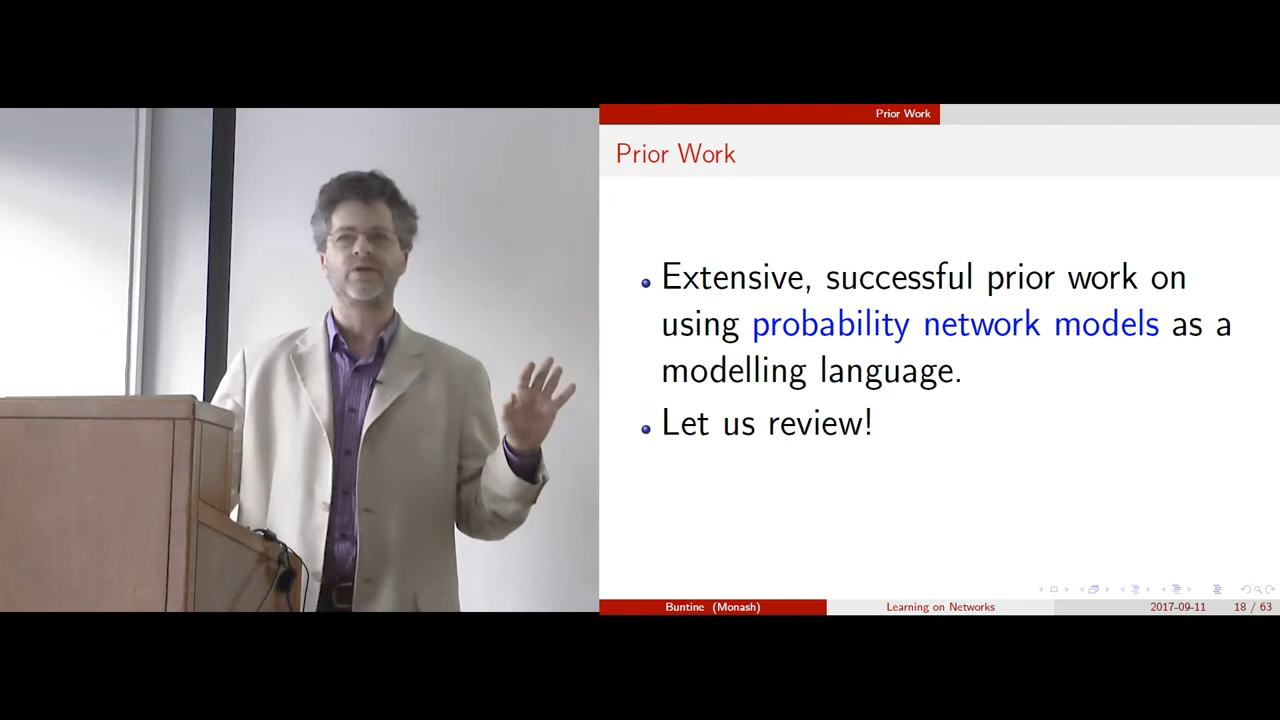 Prior Work
Prior Work
Extensive, successful prior work on
using probability network models as a
modelling language.
Let us review!
Buntine (Monash)
Learning on Networks
2017-09-11
18 / 63